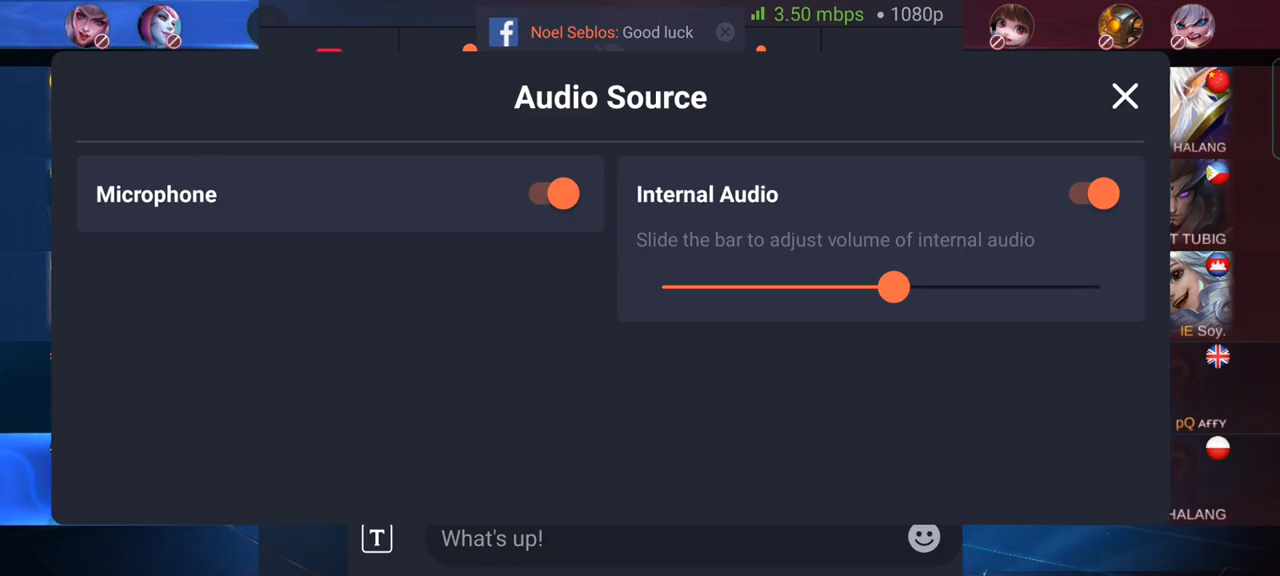 Noel Seblos: Good luck
3.50 mbps • 1080p
Audio Source
Microphone
Internal Audio
Slide the bar to adjust volume of internal audio
HALANG
T TUBIG
IE Soy.
pQ AFFY
HALANG
T
What's up!